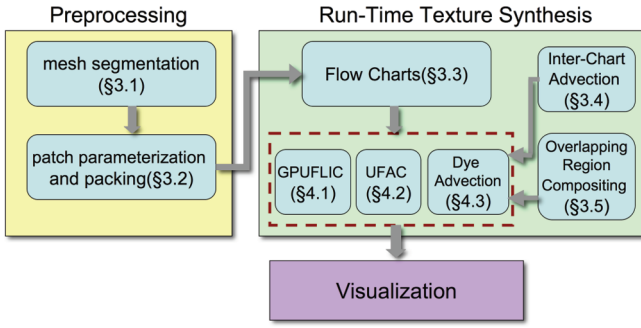 Preprocessing
mesh segmentation
(§3.1)
patch parameterization
and packing(§3.2)
Run-Time Texture Synthesis
Flow Charts(§3.3)
Inter-Chart
Advection
(§3.4)
GPUFLIC
(§4.1)
UFAC
(§4.2)
Dye
Advection
(§4.3)
Overlapping
Region
Compositing
(§3.5)
Visualization